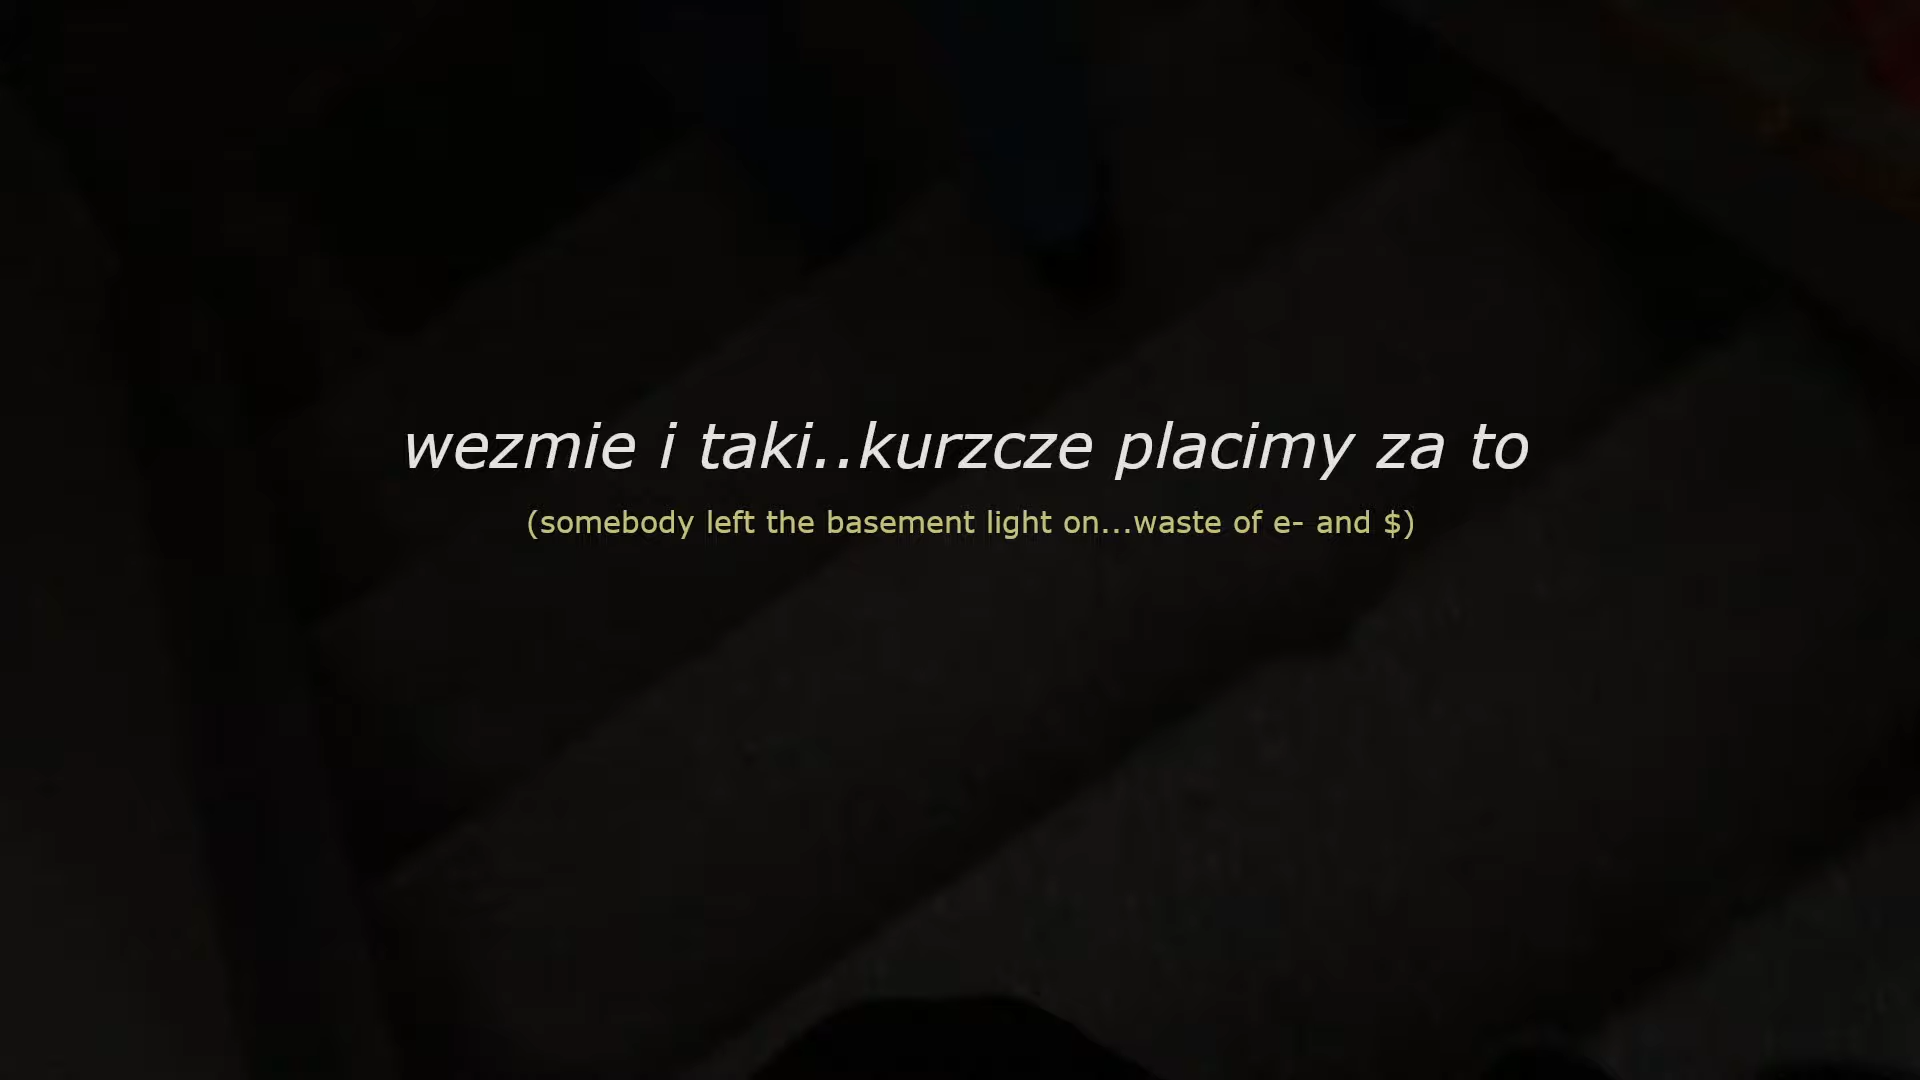 wezmie i taki..kurzcze placimy za to
(somebody left the basement light on...waste of e- and $)